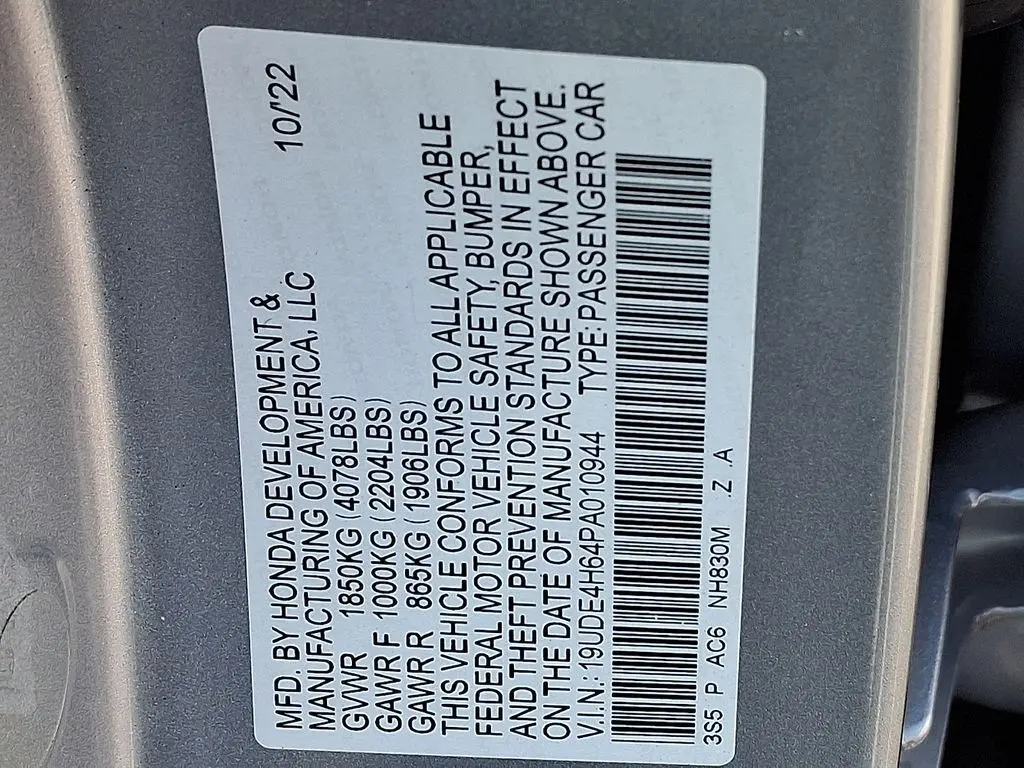 MFD. BY HONDA DEVELOPMENT &
MANUFACTURING OF AMERICA, LLC 10/'22
GVWR 1850KG (4078LBS)
GAWR F 1000KG (2204LBS)
GAWR R 865KG (1906LBS)
THIS VEHICLE CONFORMS TO ALL APPLICABLE
FEDERAL MOTOR VEHICLE SAFETY, BUMPER,
AND THEFT PREVENTION STANDARDS IN EFFECT
ON THE DATE OF MANUFACTURE SHOWN ABOVE.
V.I.N.: 19UDE4H64PA010944 TYPE: PASSENGER CAR
3S5 P AC6 NH830M .Z .A